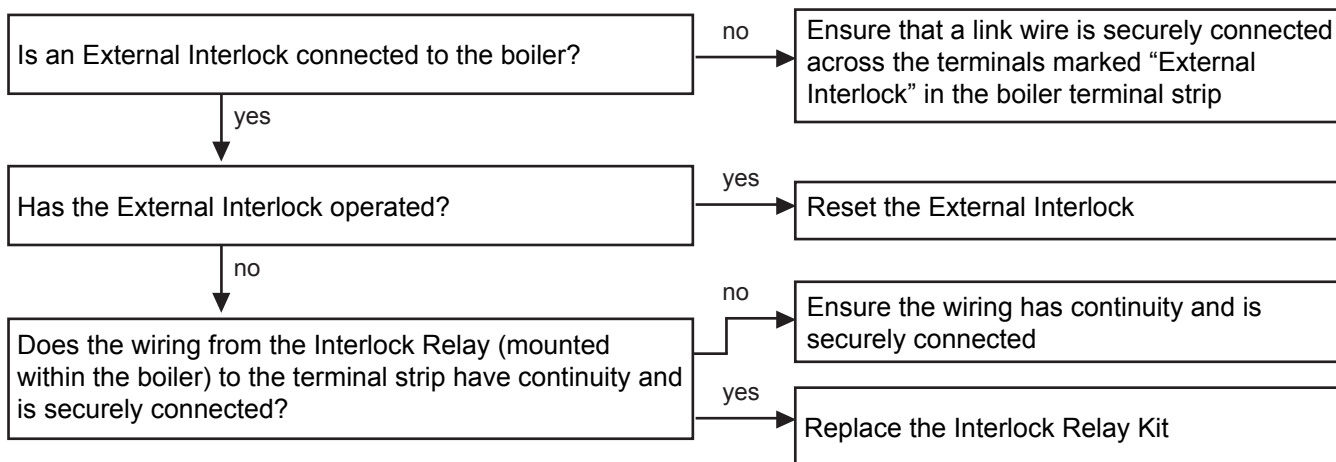 Is an External Interlock connected to the boiler?
no
Ensure that a link wire is securely connected
across the terminals marked “External
Interlock” in the boiler terminal strip
yes
Has the External Interlock operated?
yes
Reset the External Interlock
no
Does the wiring from the Interlock Relay (mounted
within the boiler) to the terminal strip have continuity and
is securely connected?
no
Ensure the wiring has continuity and is
securely connected
yes
Replace the Interlock Relay Kit